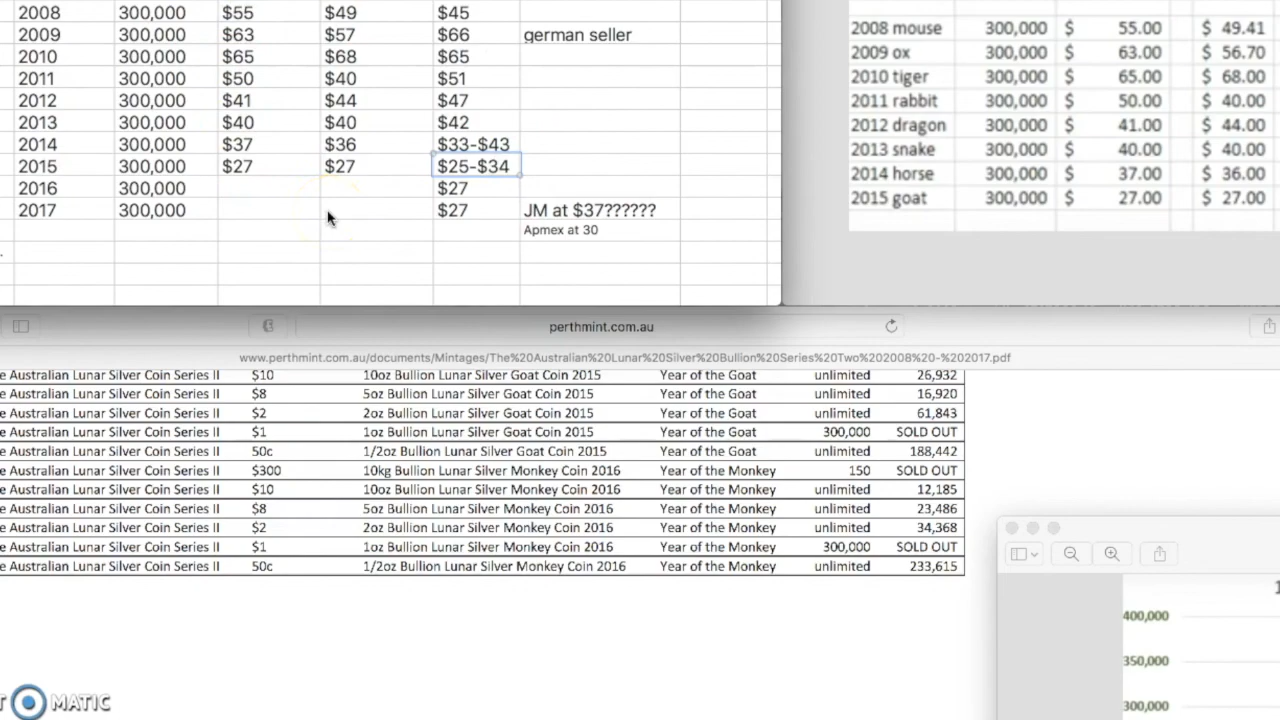 2008 300,000 $55 $49 $45
2009 300,000 $63 $57 $66 german seller
2010 300,000 $65 $68 $65
2011 300,000 $50 $40 $51
2012 300,000 $41 $44 $47
2013 300,000 $40 $40 $42
2014 300,000 $37 $36 $33-$43
2015 300,000 $27 $27 $25-$34
2016 300,000 $27
2017 300,000 $27 JM at $37??????
Apmex at 30
2008 mouse 300,000 $ 55.00 $ 49.41
2009 ox 300,000 $ 63.00 $ 56.70
2010 tiger 300,000 $ 65.00 $ 68.00
2011 rabbit 300,000 $ 50.00 $ 40.00
2012 dragon 300,000 $ 41.00 $ 44.00
2013 snake 300,000 $ 40.00 $ 40.00
2014 horse 300,000 $ 37.00 $ 36.00
2015 goat 300,000 $ 27.00 $ 27.00
perthmint.com.au
www.perthmint.com.au/documents/Mintages/The%20Australian%20Lunar%20Silver%20Bullion%20Series%20Two%202008%20-%202017.pdf
e Australian Lunar Silver Coin Series II $10 10oz Bullion Lunar Silver Goat Coin 2015 Year of the Goat unlimited 26,932
e Australian Lunar Silver Coin Series II $8 5oz Bullion Lunar Silver Goat Coin 2015 Year of the Goat unlimited 16,920
e Australian Lunar Silver Coin Series II $2 2oz Bullion Lunar Silver Goat Coin 2015 Year of the Goat unlimited 61,843
e Australian Lunar Silver Coin Series II $1 1oz Bullion Lunar Silver Goat Coin 2015 Year of the Goat 300,000 SOLD OUT
e Australian Lunar Silver Coin Series II 50c 1/2oz Bullion Lunar Silver Goat Coin 2015 Year of the Goat unlimited 188,442
e Australian Lunar Silver Coin Series II $300 10kg Bullion Lunar Silver Monkey Coin 2016 Year of the Monkey 150 SOLD OUT
e Australian Lunar Silver Coin Series II $10 10oz Bullion Lunar Silver Monkey Coin 2016 Year of the Monkey unlimited 12,185
e Australian Lunar Silver Coin Series II $8 5oz Bullion Lunar Silver Monkey Coin 2016 Year of the Monkey unlimited 23,486
e Australian Lunar Silver Coin Series II $2 2oz Bullion Lunar Silver Monkey Coin 2016 Year of the Monkey unlimited 34,368
e Australian Lunar Silver Coin Series II $1 1oz Bullion Lunar Silver Monkey Coin 2016 Year of the Monkey 300,000 SOLD OUT
e Australian Lunar Silver Coin Series II 50c 1/2oz Bullion Lunar Silver Monkey Coin 2016 Year of the Monkey unlimited 233,615
400,000
350,000
300,000
MATIC